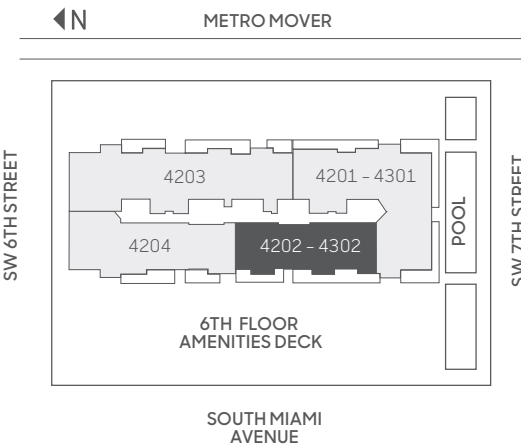 N
METRO MOVER
SW 6TH STREET
4203
4201 - 4301
4204
4202 - 4302
POOL
SW 7TH STREET
6TH FLOOR
AMENITIES DECK
SOUTH MIAMI
AVENUE